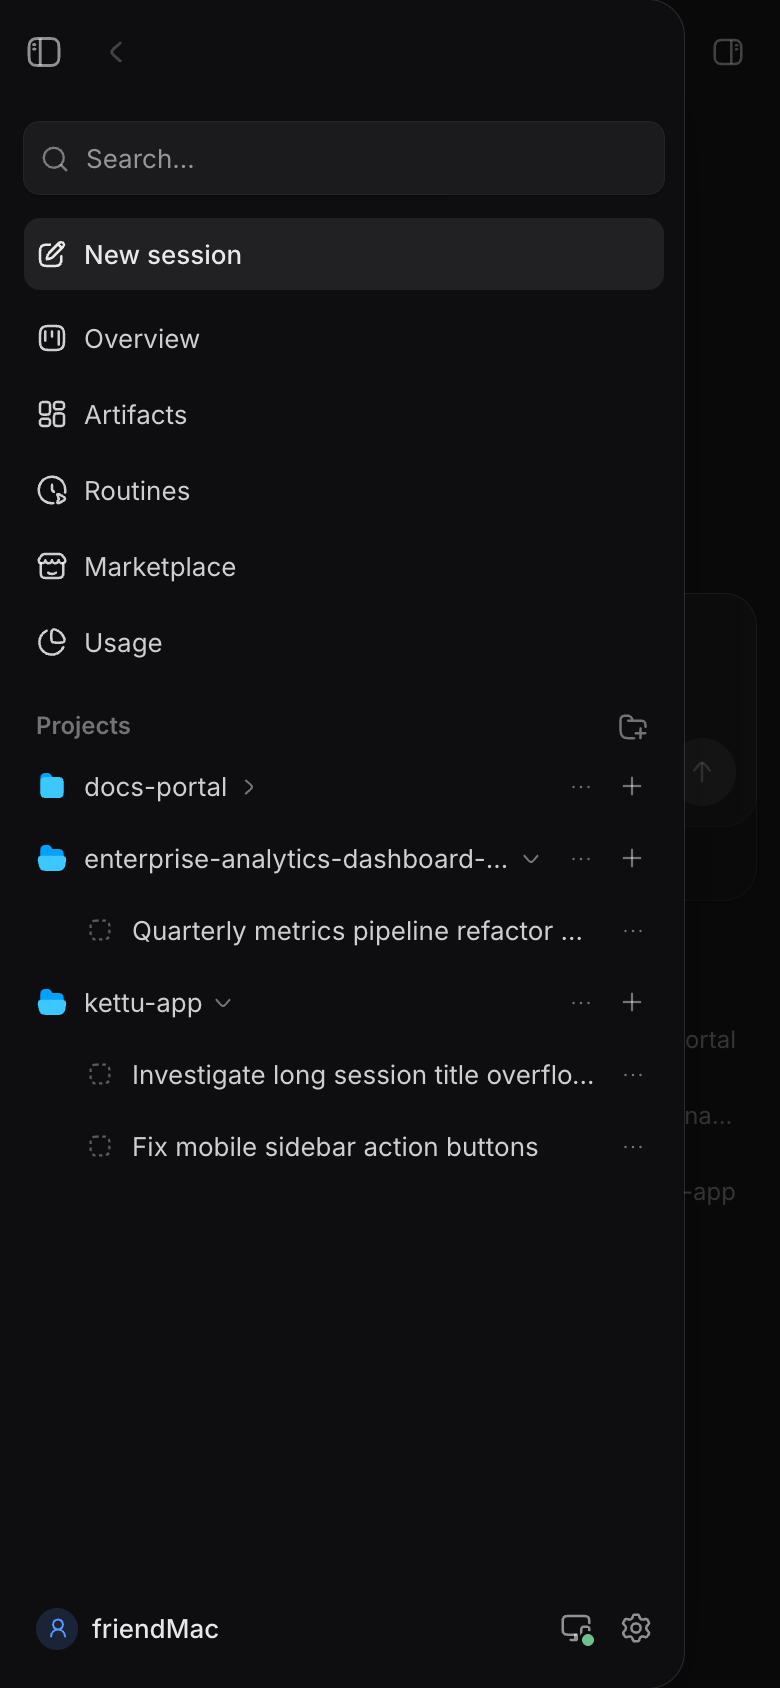 Search...
New session
Overview
Artifacts
Routines
Marketplace
Usage
Projects
docs-portal
enterprise-analytics-dashboard-...
Quarterly metrics pipeline refactor ...
kettu-app
Investigate long session title overflo...
Fix mobile sidebar action buttons
ortal
na...
-app
friendMac